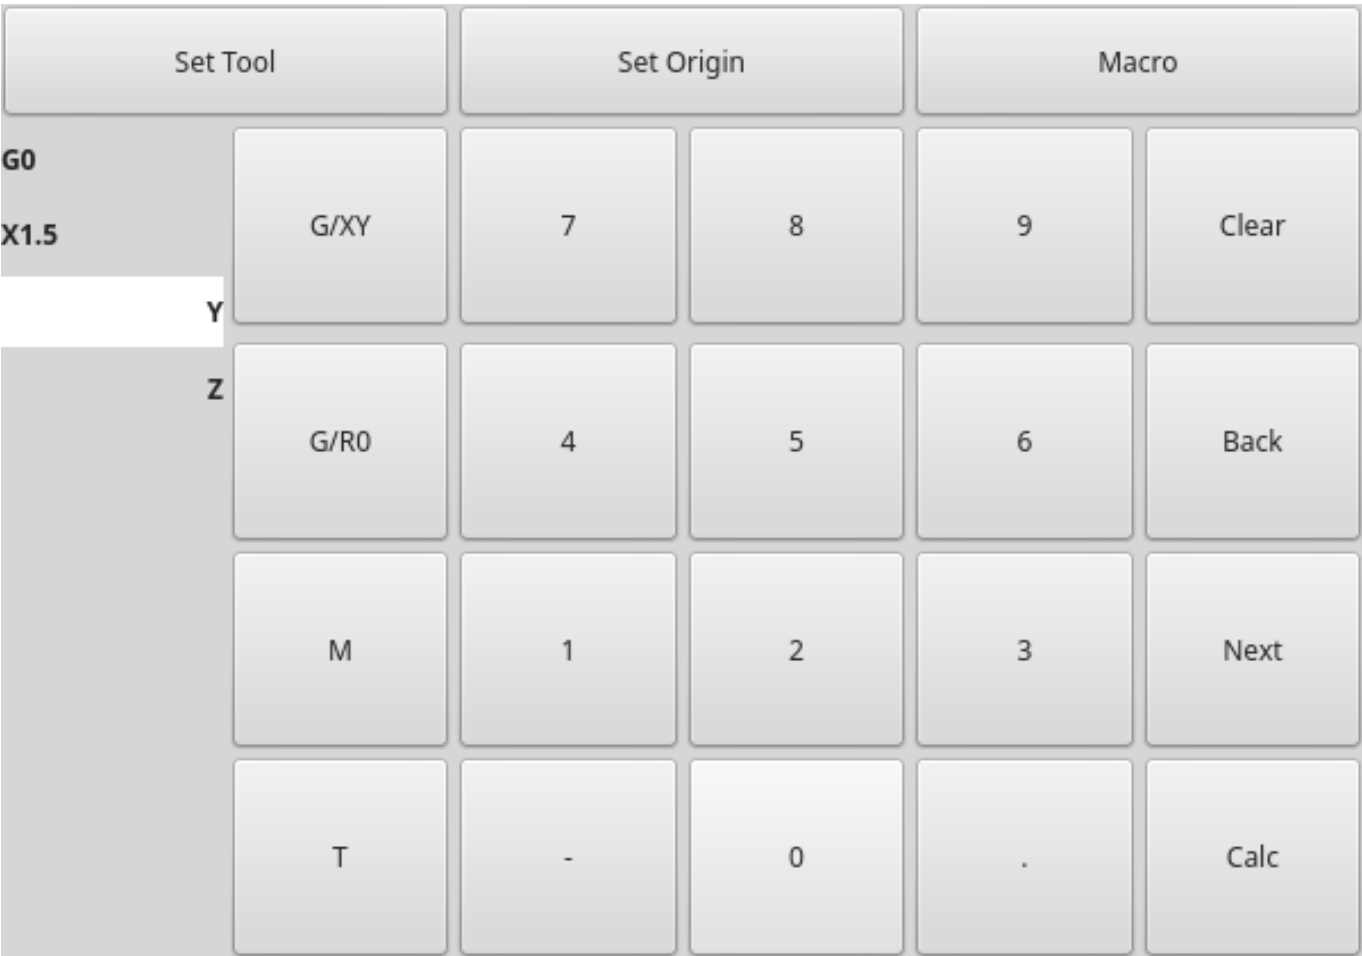 Set Tool Set Origin Macro
G0
X1.5
Y
Z
G/XY 7 8 9 Clear
G/R0 4 5 6 Back
M 1 2 3 Next
T - 0 . Calc